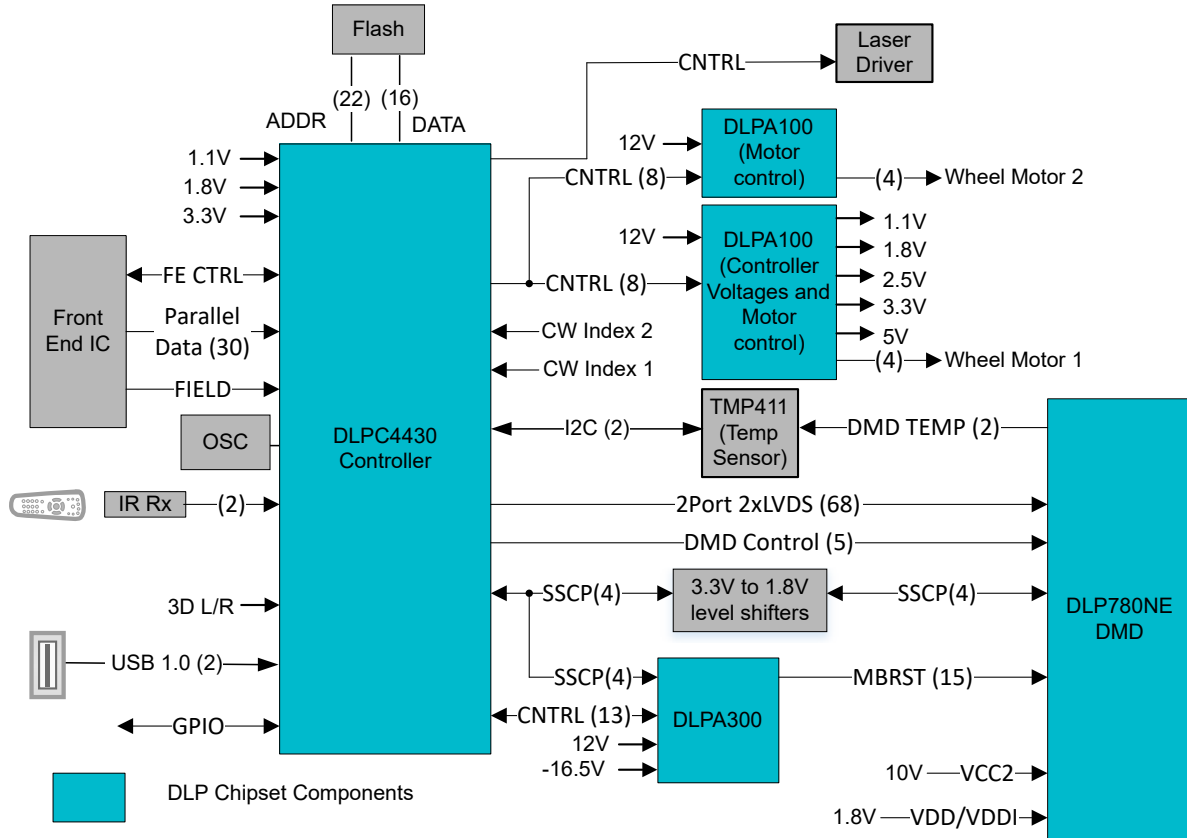 Flash
(22)
(16)
ADDR
DATA
CNTRL
Laser
Driver
1.1V
1.8V
3.3V
12V
DLPA100
(Motor
control)
CNTRL (8)
(4)
Wheel Motor 2
12V
DLPA100
(Controller
Voltages and
Motor
control)
1.1V
1.8V
2.5V
3.3V
5V
(4)
Wheel Motor 1
CNTRL (8)
Front
End IC
FE CTRL
Parallel
Data (30)
FIELD
CW Index 2
CW Index 1
OSC
DLPC4430
Controller
I2C (2)
TMP411
(Temp
Sensor)
DMD TEMP (2)
IR Rx
(2)
2Port 2xLVDS (68)
DMD Control (5)
3D L/R
SSCP(4)
3.3V to 1.8V
level shifters
SSCP(4)
DLP780NE
DMD
USB 1.0 (2)
SSCP(4)
DLPA300
MBRST (15)
GPIO
CNTRL (13)
12V
-16.5V
10V
VCC2
1.8V
VDD/VDDI
DLP Chipset Components